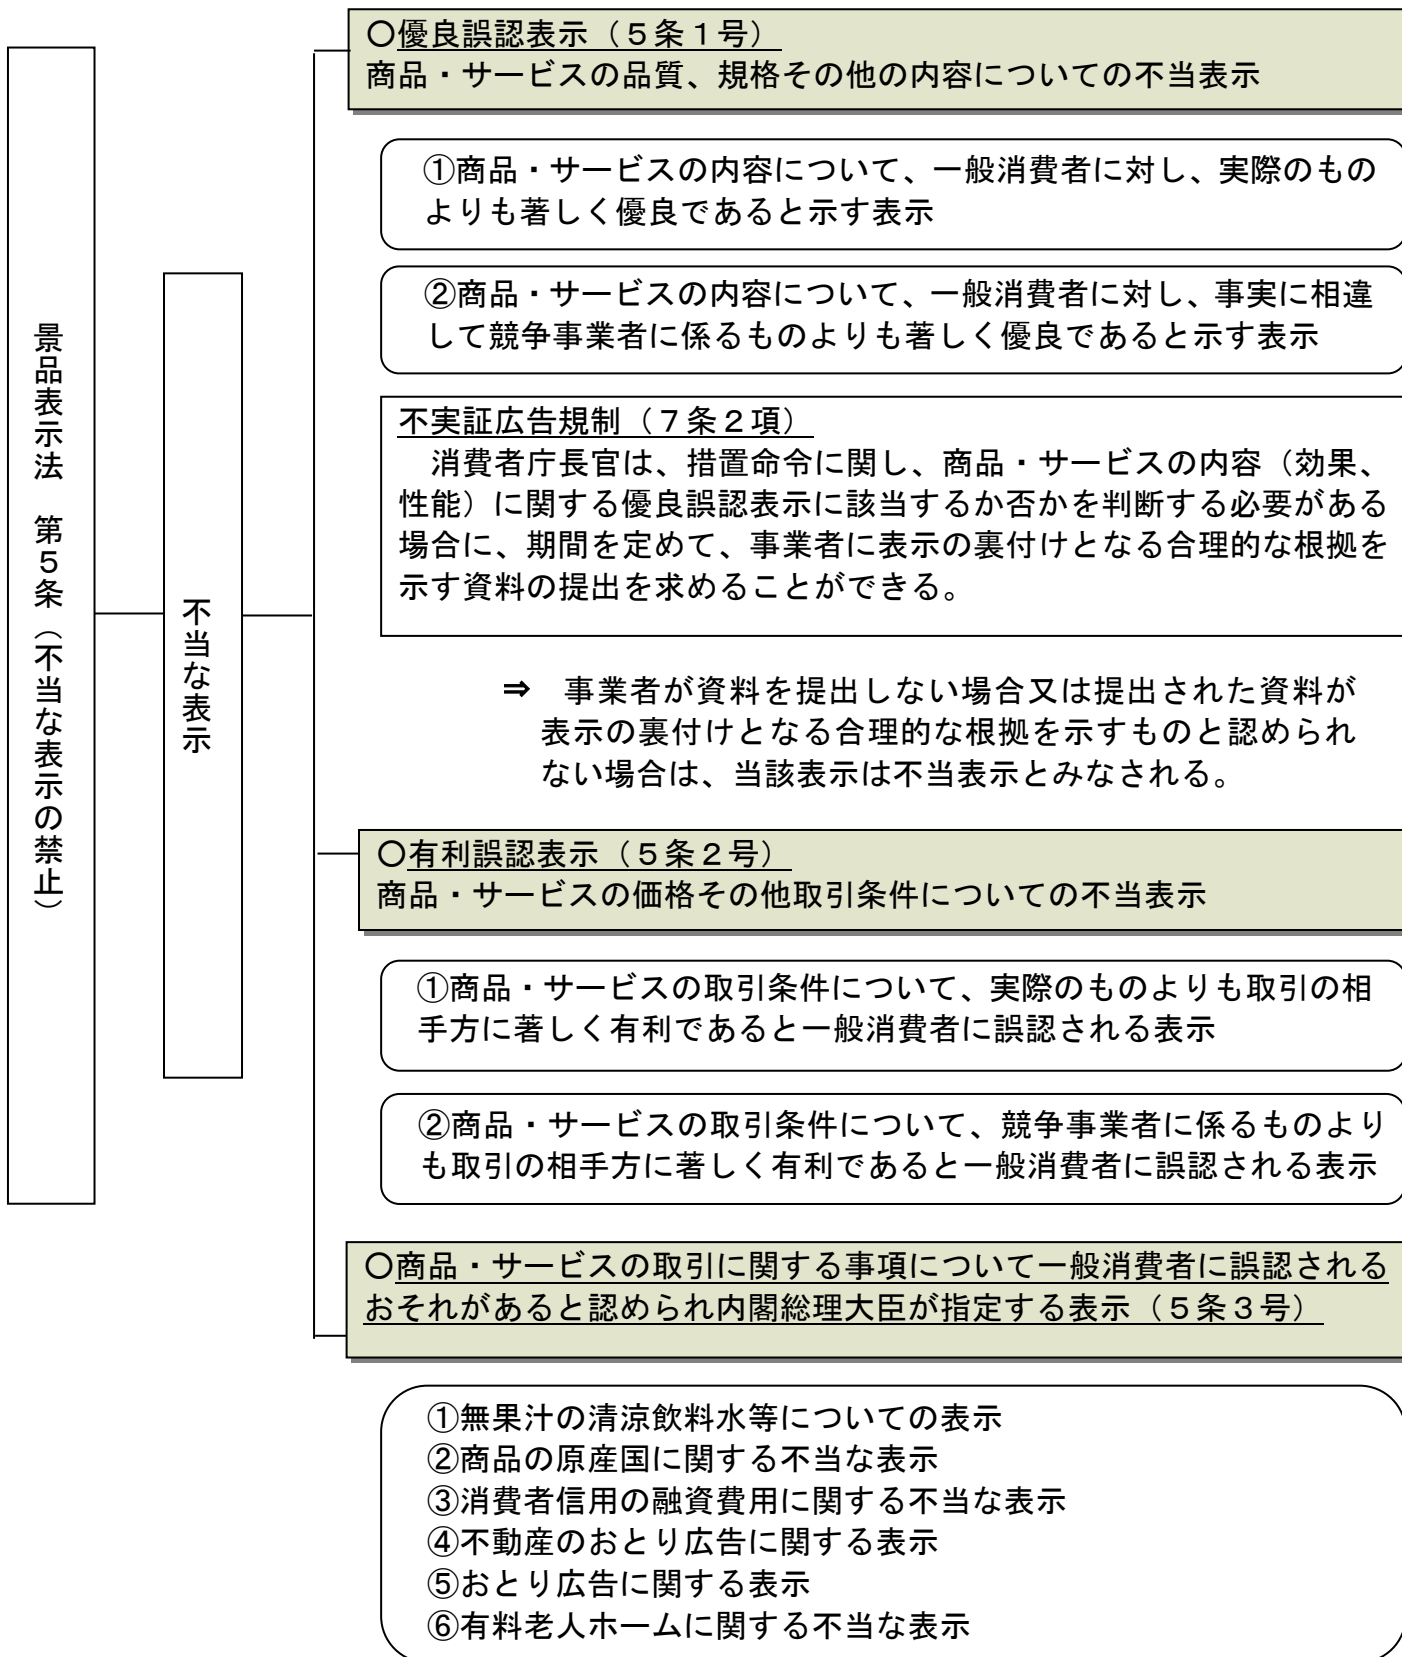 景品表示法　第５条（不当な表示の禁止）
不当な表示
〇優良誤認表示（５条１号）
商品・サービスの品質、規格その他の内容についての不当表示
①商品・サービスの内容について、一般消費者に対し、実際のもの
よりも著しく優良であると示す表示
②商品・サービスの内容について、一般消費者に対し、事実に相違
して競争事業者に係るものよりも著しく優良であると示す表示
不実証広告規制（７条２項）
　消費者庁長官は、措置命令に関し、商品・サービスの内容（効果、
性能）に関する優良誤認表示に該当するか否かを判断する必要がある
場合に、期間を定めて、事業者に表示の裏付けとなる合理的な根拠を
示す資料の提出を求めることができる。
⇒　事業者が資料を提出しない場合又は提出された資料が
表示の裏付けとなる合理的な根拠を示すものと認められ
ない場合は、当該表示は不当表示とみなされる。
〇有利誤認表示（５条２号）
商品・サービスの価格その他取引条件についての不当表示
①商品・サービスの取引条件について、実際のものよりも取引の相
手方に著しく有利であると一般消費者に誤認される表示
②商品・サービスの取引条件について、競争事業者に係るものより
も取引の相手方に著しく有利であると一般消費者に誤認される表示
〇商品・サービスの取引に関する事項について一般消費者に誤認される
おそれがあると認められ内閣総理大臣が指定する表示（５条３号）
①無果汁の清涼飲料水等についての表示
②商品の原産国に関する不当な表示
③消費者信用の融資費用に関する不当な表示
④不動産のおとり広告に関する表示
⑤おとり広告に関する表示
⑥有料老人ホームに関する不当な表示